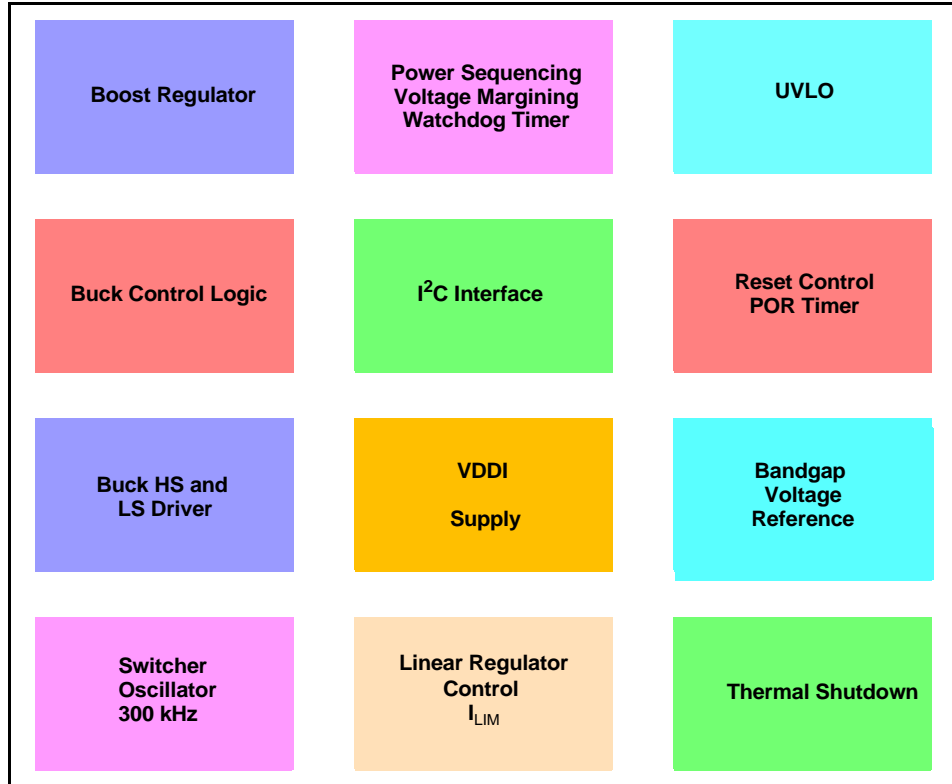 Boost Regulator
Power Sequencing
Voltage Margining
Watchdog Timer
UVLO
Buck Control Logic
I²C Interface
Reset Control
POR Timer
Buck HS and
LS Driver
VDDI
Supply
Bandgap
Voltage
Reference
Switcher
Oscillator
300 kHz
Linear Regulator
Control
I_LIM
Thermal Shutdown